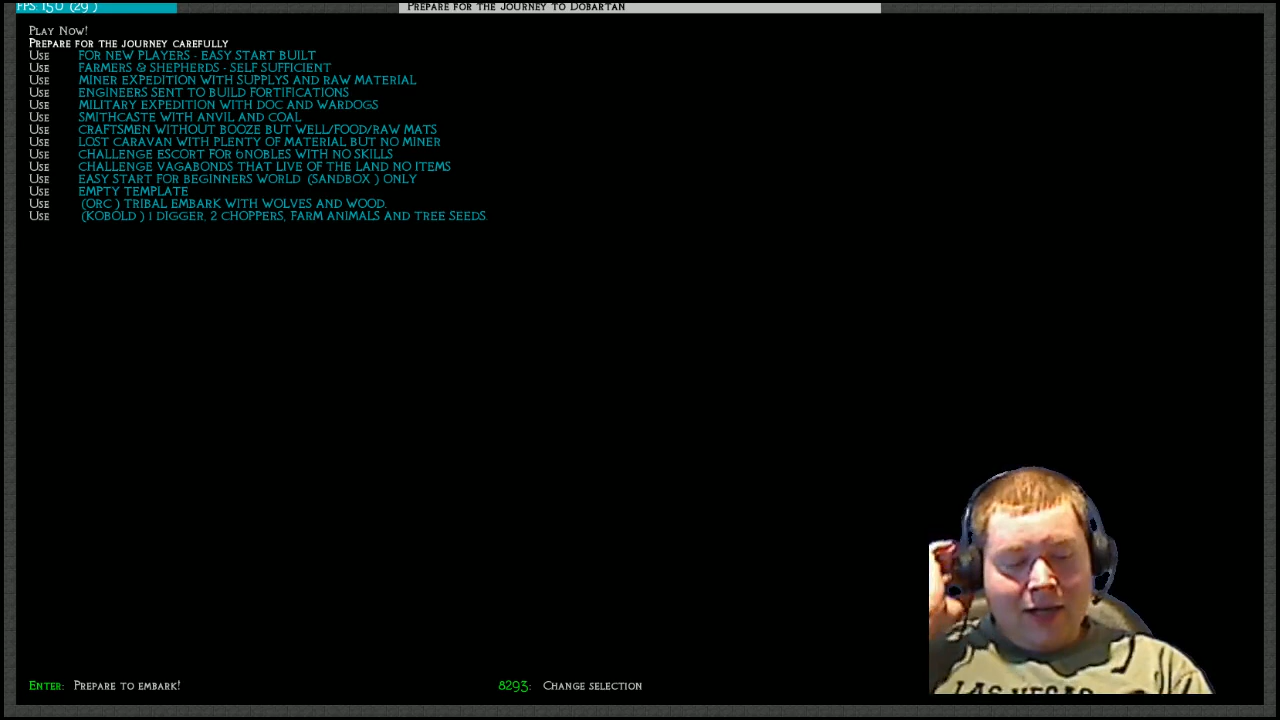 FPS: 150 (29 )
Prepare for the Journey to Dobartan
Play Now!
Prepare for the journey carefully
Use FOR NEW PLAYERS - EASY START BUILT
Use FARMERS & SHEPHERDS - SELF SUFFICIENT
Use MINER EXPEDITION WITH SUPPLYS AND RAW MATERIAL
Use ENGINEERS SENT TO BUILD FORTIFICATIONS
Use MILITARY EXPEDITION WITH DOC AND WARDOGS
Use SMITHCASTE WITH ANVIL AND COAL
Use CRAFTSMEN WITHOUT BOOZE BUT WELL/FOOD/RAW MATS
Use LOST CARAVAN WITH PLENTY OF MATERIAL BUT NO MINER
Use CHALLENGE ESCORT FOR 6NOBLES WITH NO SKILLS
Use CHALLENGE VAGABONDS THAT LIVE OF THE LAND NO ITEMS
Use EASY START FOR BEGINNERS WORLD (SANDBOX ) ONLY
Use EMPTY TEMPLATE
Use (ORC ) TRIBAL EMBARK WITH WOLVES AND WOOD.
Use (KOBOLD ) 1 DIGGER, 2 CHOPPERS, FARM ANIMALS AND TREE SEEDS
Enter: Prepare to embark!
8293: Change selection
LAS VEGAS